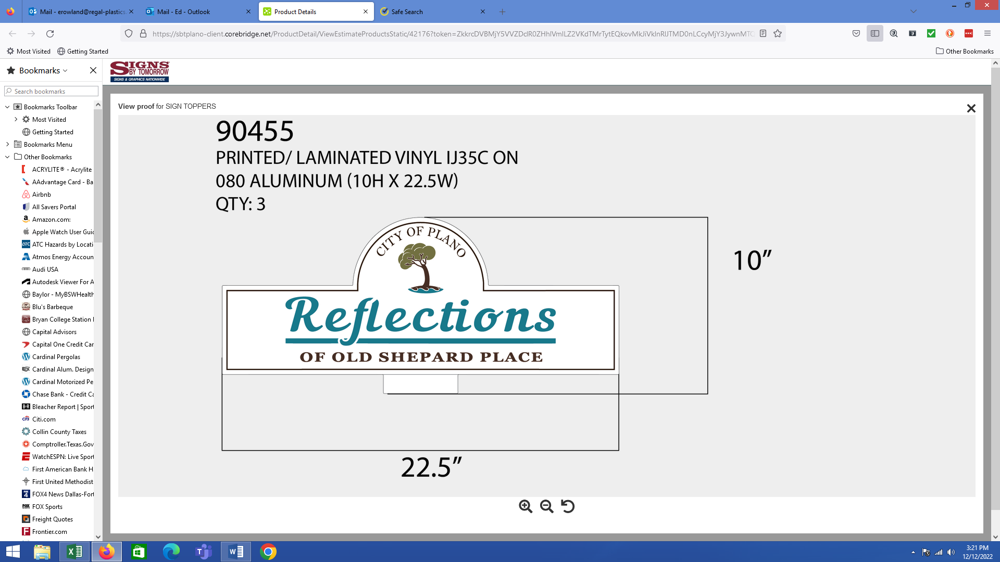 Mail - erowland@regal-plastics.
Mail - Ed - Outlook
Product Details
Safe Search
https://sbtplano-client.corebridge.net/ProductDetail/ViewEstimateProductsStatic/42176?token=
Most Visited
Getting Started
Other Bookmarks
Bookmarks
Search bookmarks
Bookmarks Toolbar
Most Visited
Getting Started
Bookmarks Menu
Other Bookmarks
ACRYLITE® - Acrylite
AAdvantage Card - Ba
Airbnb
All Savers Portal
Amazon.com:
Apple Watch User Guid
ATC Hazards by Locati
Atmos Energy Accoun
Audi USA
Autodesk Viewer For A
Baylor - MyBSWHealth
Blu's Barbeque
Bryan College Station
Capital Advisors
Capital One Credit Car
Cardinal Pergolas
Cardinal Alum. Design
Cardinal Motorized Pe
Chase Bank - Credit Ca
Bleacher Report | Sport
Citi.com
Collin County Taxes
Comptroller.Texas.Gov
WatchESPN: Live Sport
First American Bank H
First United Methodist
FOX4 News Dallas-Fort
FOX Sports
Freight Quotes
Frontier.com
SIGNS
BY TOMORROW
SIGNS & GRAPHICS NATIONWIDE
View proof for SIGN TOPPERS
90455
PRINTED/ LAMINATED VINYL IJ35C ON
080 ALUMINUM (10H X 22.5W)
QTY: 3
CITY OF PLANO
Reflections
OF OLD SHEPARD PLACE
10”
22.5”
3:21 PM
12/12/2022